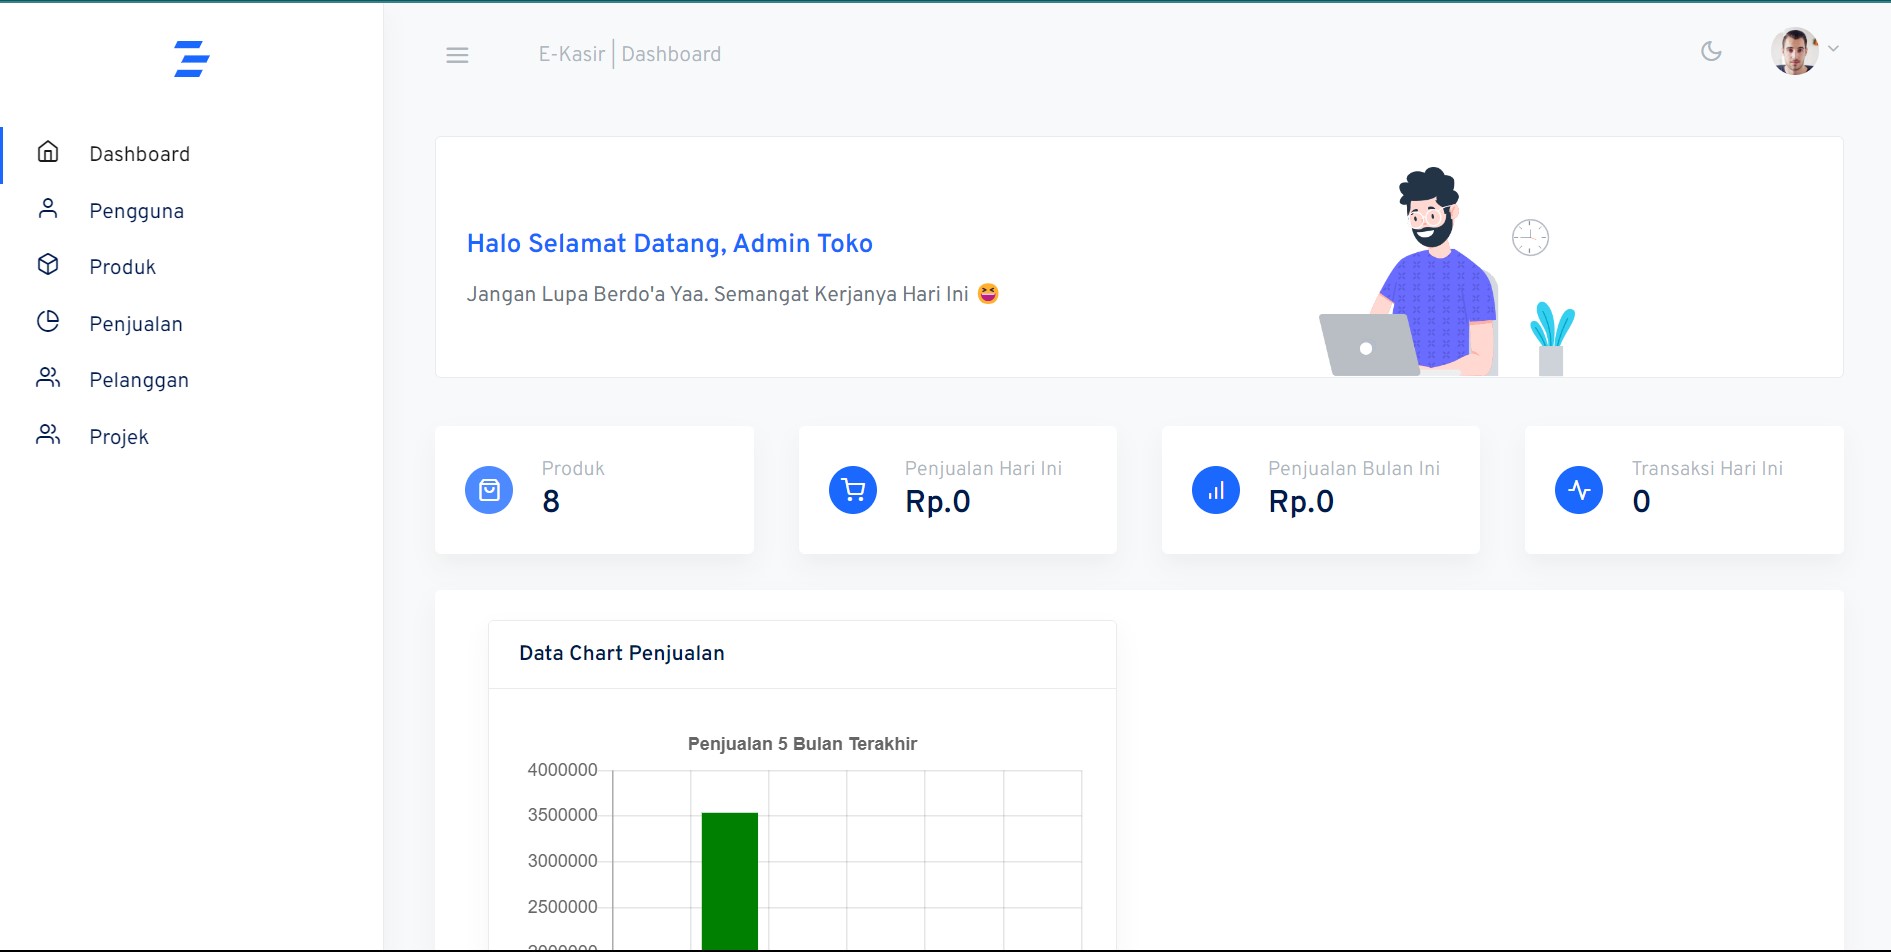 E-Kasir | Dashboard
Dashboard
Pengguna
Produk
Penjualan
Pelanggan
Projek
Halo Selamat Datang, Admin Toko
Jangan Lupa Berdo'a Yaa. Semangat Kerjanya Hari Ini 😆
Produk
8
Penjualan Hari Ini
Rp.0
Penjualan Bulan Ini
Rp.0
Transaksi Hari Ini
0
Data Chart Penjualan
Penjualan 5 Bulan Terakhir
4000000
3500000
3000000
2500000